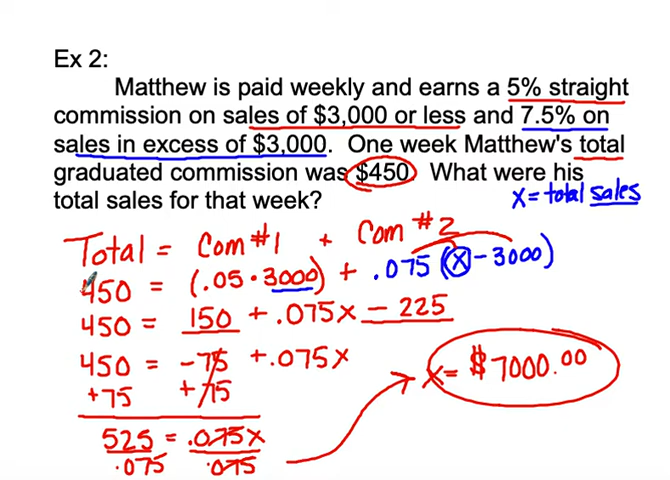 Ex 2:
Matthew is paid weekly and earns a 5% straight
commission on sales of $3,000 or less and 7.5% on
sales in excess of $3,000. One week Matthew's total
graduated commission was $450. What were his
total sales for that week?
x = total sales
Total = Com #1 + Com #2
450 = (.05 · 3000) + .075 (x - 3000)
450 = 150 + .075x - 225
450 = -75 + .075x
+75 +75
525 = .075x
.075 .075
x = $7000.00